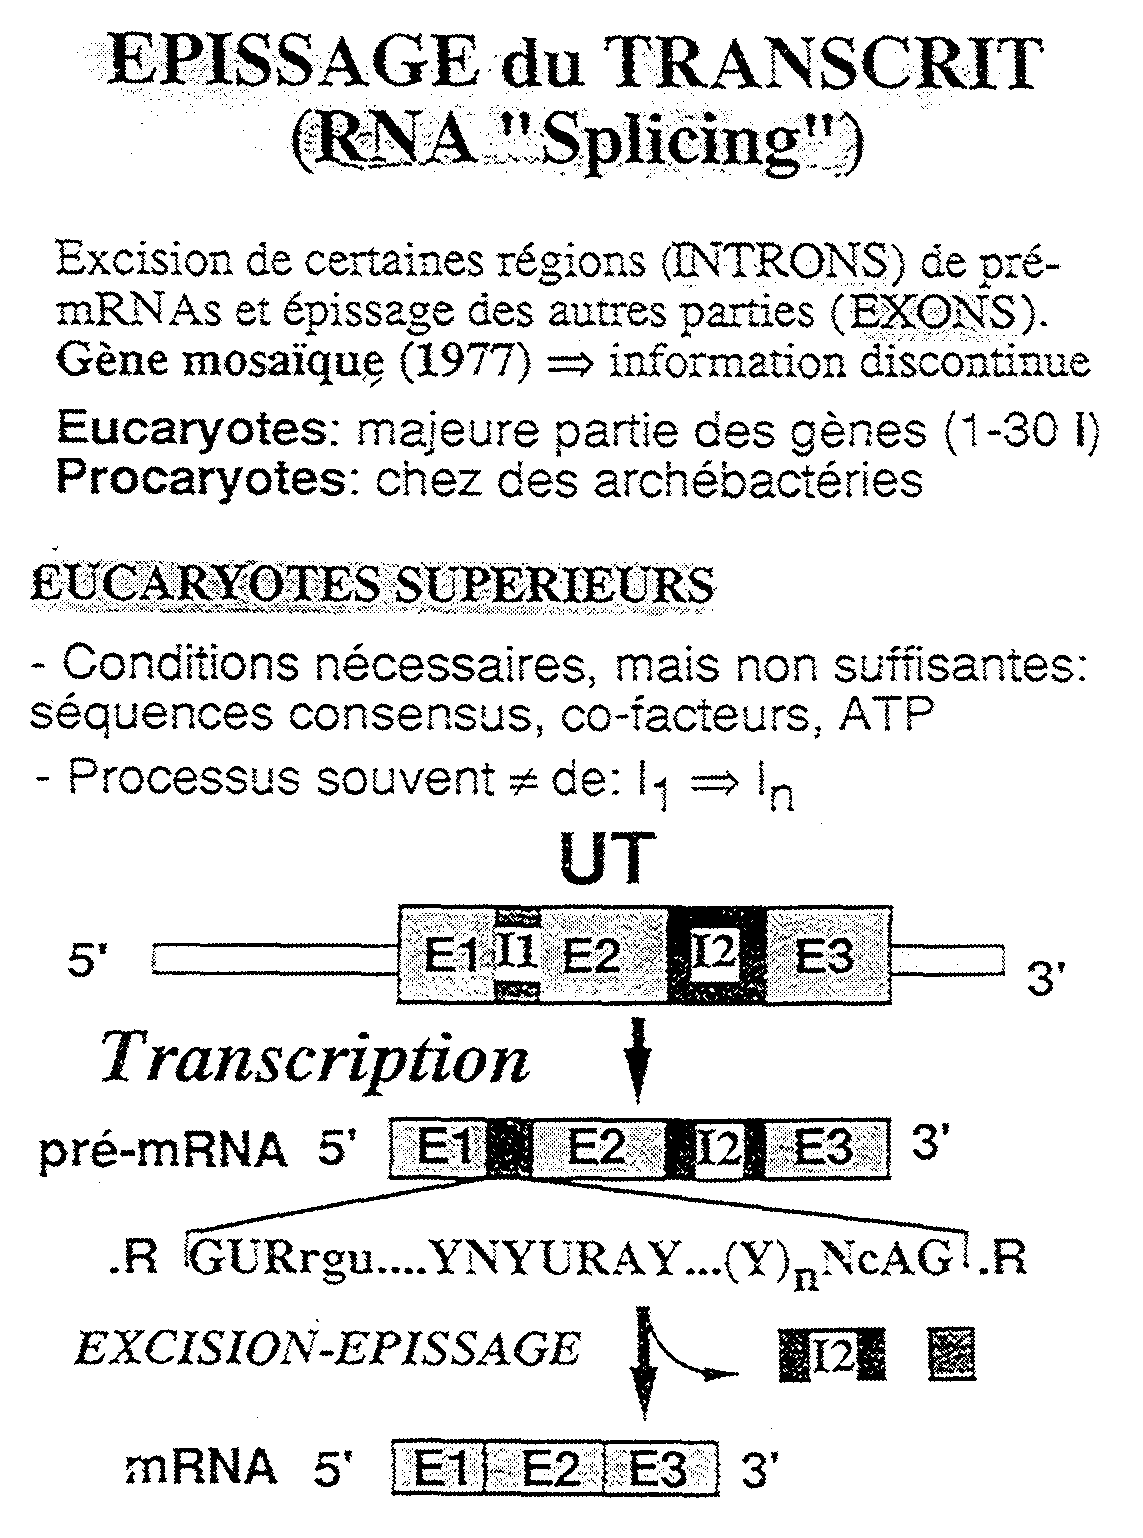 EPISSAGE du TRANSCRIT
(RNA "Splicing")
Excision de certaines régions (INTRONS) de pré-
mRNAs et épissage des autres parties (EXONS).
Gène mosaïque (1977) ⇒ information discontinue
Eucaryotes: majeure partie des gènes (1-30 I)
Procaryotes: chez des archébactéries
EUCARYOTES SUPERIEURS
- Conditions nécessaires, mais non suffisantes:
séquences consensus, co-facteurs, ATP
- Processus souvent ≠ de: I₁ ⇒ Iₙ
UT
5' E1 I1 E2 I2 E3 3'
Transcription
pré-mRNA 5' E1 E2 I2 E3 3'
.R GURrgu....YNYURAY...(Y)ₙNcAG .R
EXCISION-EPISSAGE I2
mRNA 5' E1 E2 E3 3'